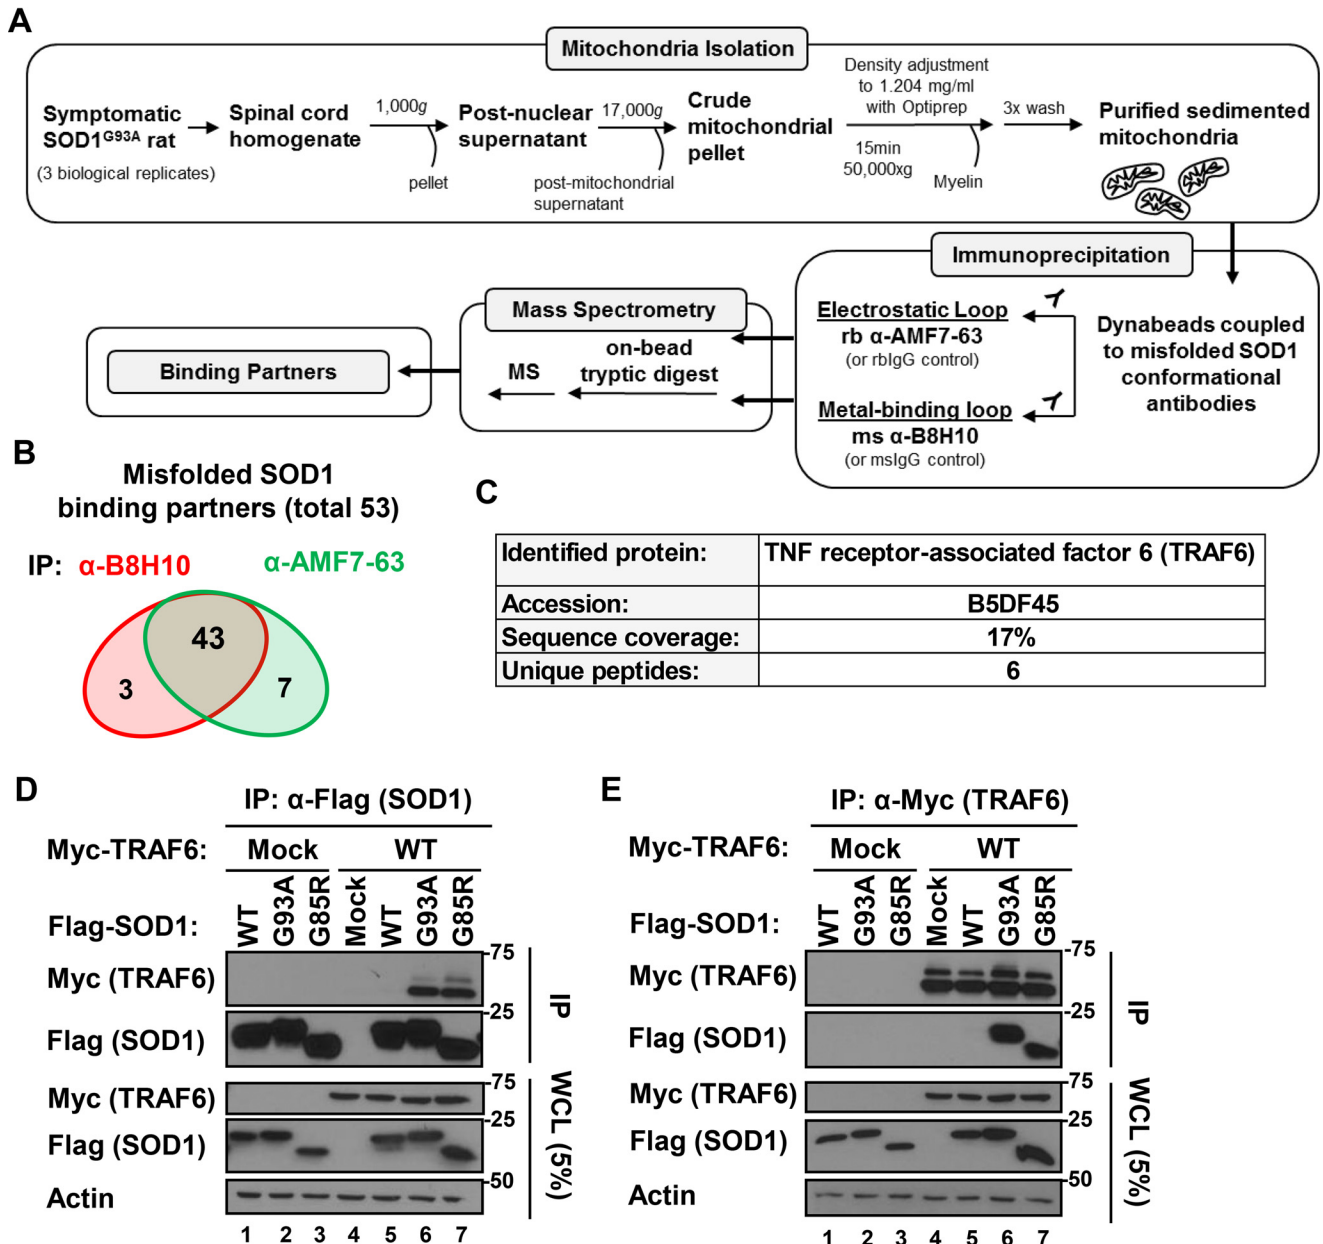 A
Mitochondria Isolation
Symptomatic
SOD1G93A rat
(3 biological replicates)
Spinal cord
homogenate
1,000g
pellet
Post-nuclear
supernatant
17,000g
post-mitochondrial
supernatant
Crude
mitochondrial
pellet
Density adjustment
to 1.204 mg/ml
with Optiprep
15min
50,000xg
Myelin
3x wash
Purified sedimented
mitochondria
Immunoprecipitation
Electrostatic Loop
rb α-AMF7-63
(or rbIgG control)
Metal-binding loop
ms α-B8H10
(or msIgG control)
Dynabeads coupled
to misfolded SOD1
conformational
antibodies
Mass Spectrometry
on-bead
tryptic digest
MS
Binding Partners
B
Misfolded SOD1
binding partners (total 53)
IP: α-B8H10 α-AMF7-63
43
3 7
C
Identified protein: TNF receptor-associated factor 6 (TRAF6)
Accession: B5DF45
Sequence coverage: 17%
Unique peptides: 6
D
IP: α-Flag (SOD1)
Myc-TRAF6: Mock WT
Flag-SOD1: WT G93A G85R Mock WT G93A G85R
-75
Myc (TRAF6)
-25
Flag (SOD1)
IP
-75
Myc (TRAF6)
-25
Flag (SOD1)
-50
Actin
WCL (5%)
1 2 3 4 5 6 7
E
IP: α-Myc (TRAF6)
Myc-TRAF6: Mock WT
Flag-SOD1: WT G93A G85R Mock WT G93A G85R
-75
Myc (TRAF6)
-25
Flag (SOD1)
IP
-75
Myc (TRAF6)
-25
Flag (SOD1)
-50
Actin
WCL (5%)
1 2 3 4 5 6 7